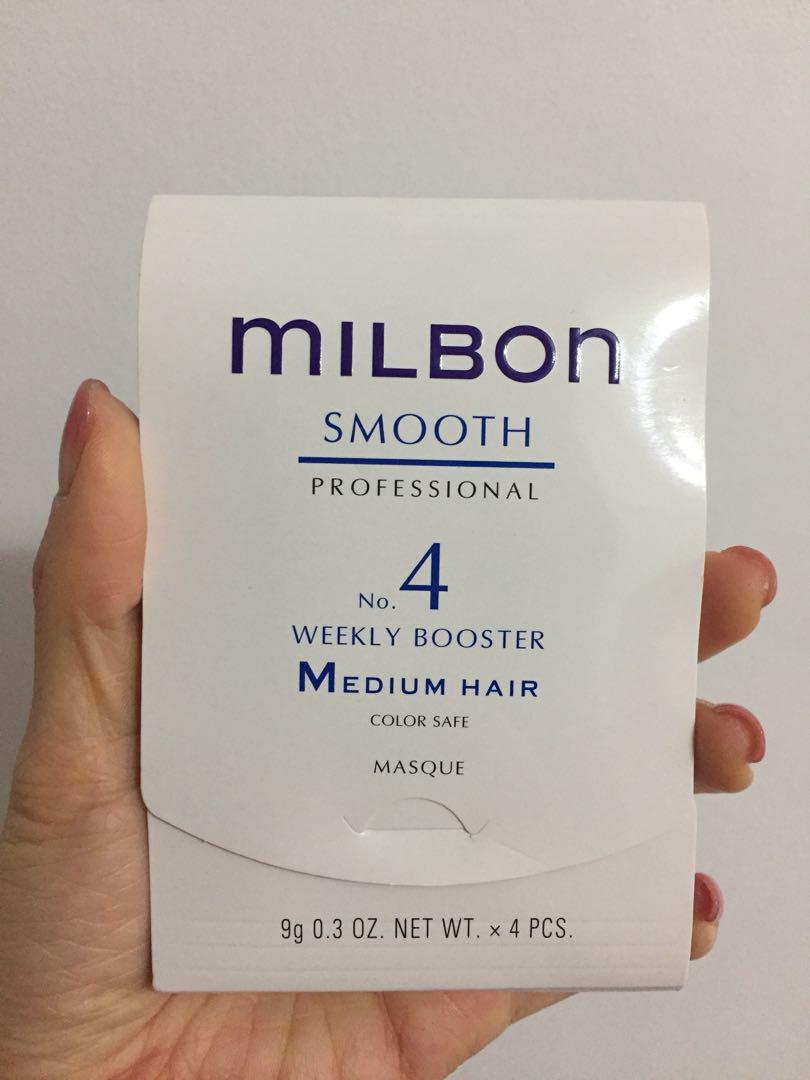 mILBOn
SMOOTH
PROFESSIONAL
No. 4
WEEKLY BOOSTER
MEDIUM HAIR
COLOR SAFE
MASQUE
9g 0.3 OZ. NET WT. × 4 PCS.